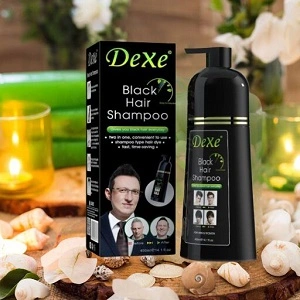 DeXe®
Black
Hair
Shampoo
• two in one, convenient to use •
• shampoo type hair dye •
• fast, time-saving •
DeXe®
Black
Hair
Shampoo